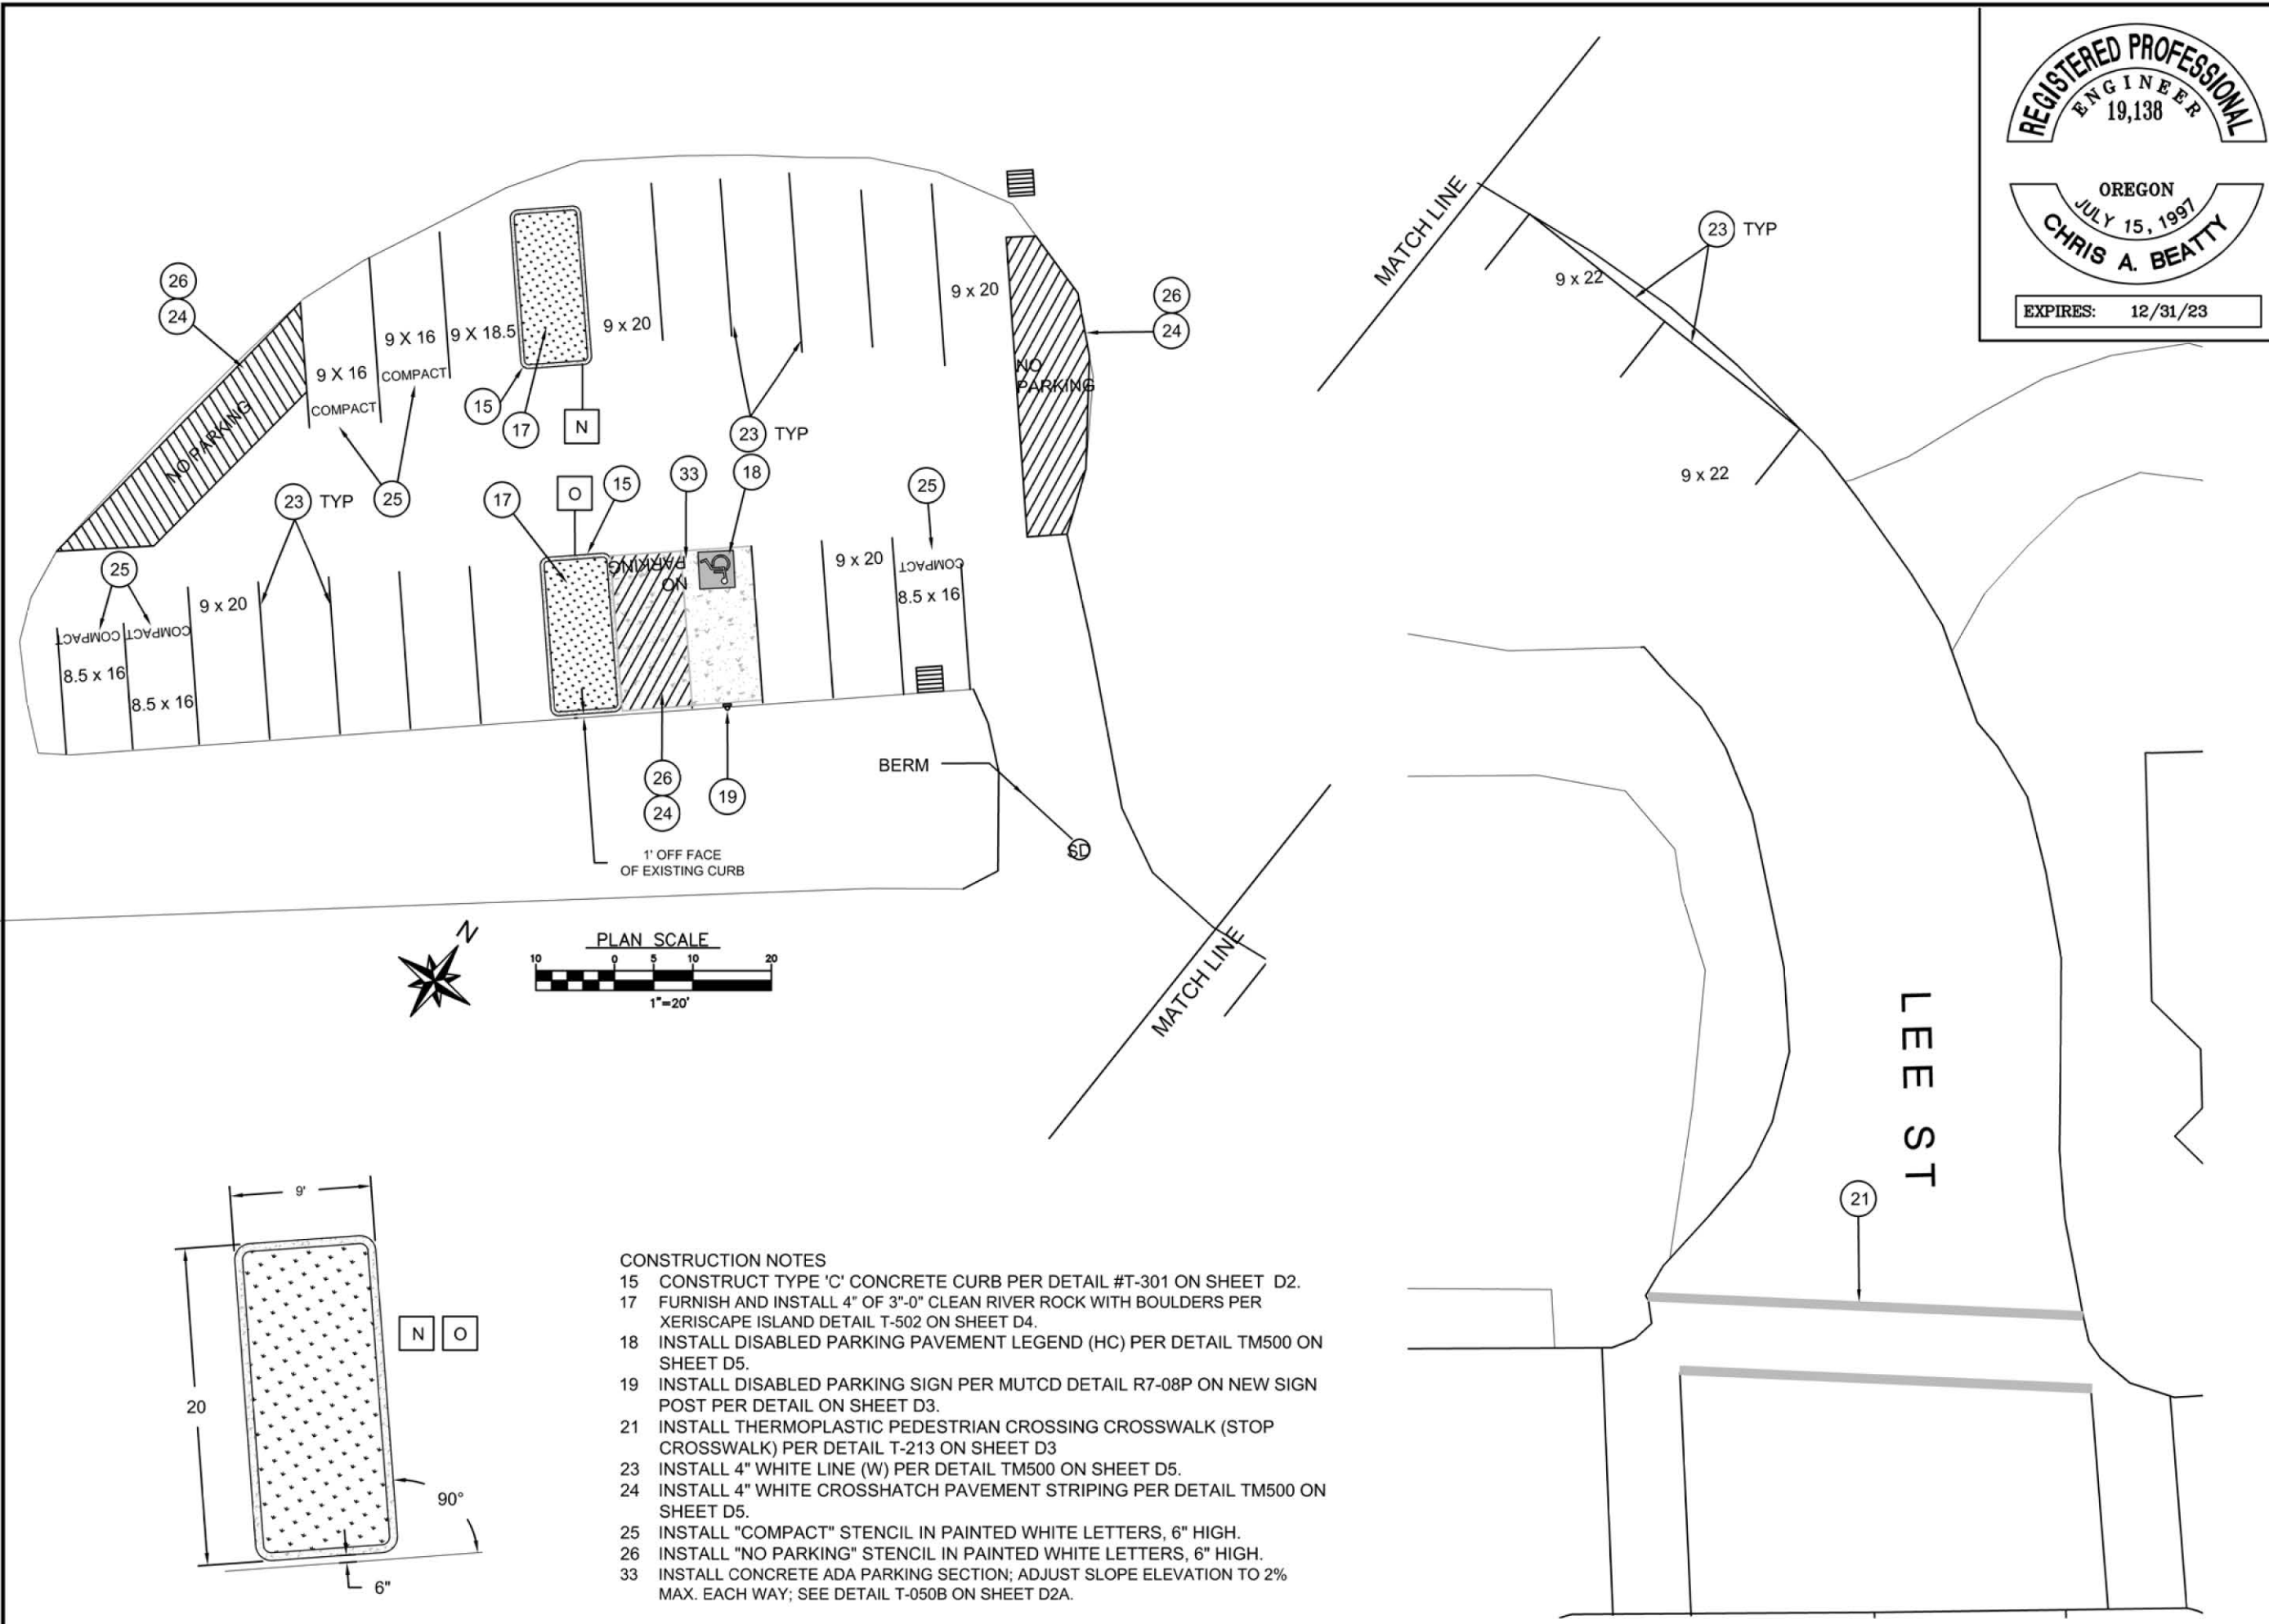 REGISTERED PROFESSIONAL
ENGINEER
19,138
OREGON
JULY 15, 1997
CHRIS A. BEATTY
EXPIRES: 12/31/23
MATCH LINE
23 TYP
9 x 22
9 x 22
26
24
NO PARKING
9 X 16
COMPACT
9 X 16
COMPACT
9 X 18.5
9 x 20
9 x 20
NO
PARKING
26
24
15
17
N
23 TYP
18
33
15
O
17
25
23 TYP
25
25
COMPACT
8.5 x 16
COMPACT
8.5 x 16
9 x 20
NO
PARKING
9 x 20
COMPACT
8.5 x 16
26
24
19
1' OFF FACE
OF EXISTING CURB
BERM
SD
N
PLAN SCALE
10 0 5 10 20
1"=20'
MATCH LINE
LEE ST
21
9'
20
90°
6"
N O
CONSTRUCTION NOTES
15 CONSTRUCT TYPE 'C' CONCRETE CURB PER DETAIL #T-301 ON SHEET D2.
17 FURNISH AND INSTALL 4" OF 3"-0" CLEAN RIVER ROCK WITH BOULDERS PER
XERISCAPE ISLAND DETAIL T-502 ON SHEET D4.
18 INSTALL DISABLED PARKING PAVEMENT LEGEND (HC) PER DETAIL TM500 ON
SHEET D5.
19 INSTALL DISABLED PARKING SIGN PER MUTCD DETAIL R7-08P ON NEW SIGN
POST PER DETAIL ON SHEET D3.
21 INSTALL THERMOPLASTIC PEDESTRIAN CROSSING CROSSWALK (STOP
CROSSWALK) PER DETAIL T-213 ON SHEET D3
23 INSTALL 4" WHITE LINE (W) PER DETAIL TM500 ON SHEET D5.
24 INSTALL 4" WHITE CROSSHATCH PAVEMENT STRIPING PER DETAIL TM500 ON
SHEET D5.
25 INSTALL "COMPACT" STENCIL IN PAINTED WHITE LETTERS, 6" HIGH.
26 INSTALL "NO PARKING" STENCIL IN PAINTED WHITE LETTERS, 6" HIGH.
33 INSTALL CONCRETE ADA PARKING SECTION; ADJUST SLOPE ELEVATION TO 2%
MAX. EACH WAY; SEE DETAIL T-050B ON SHEET D2A.